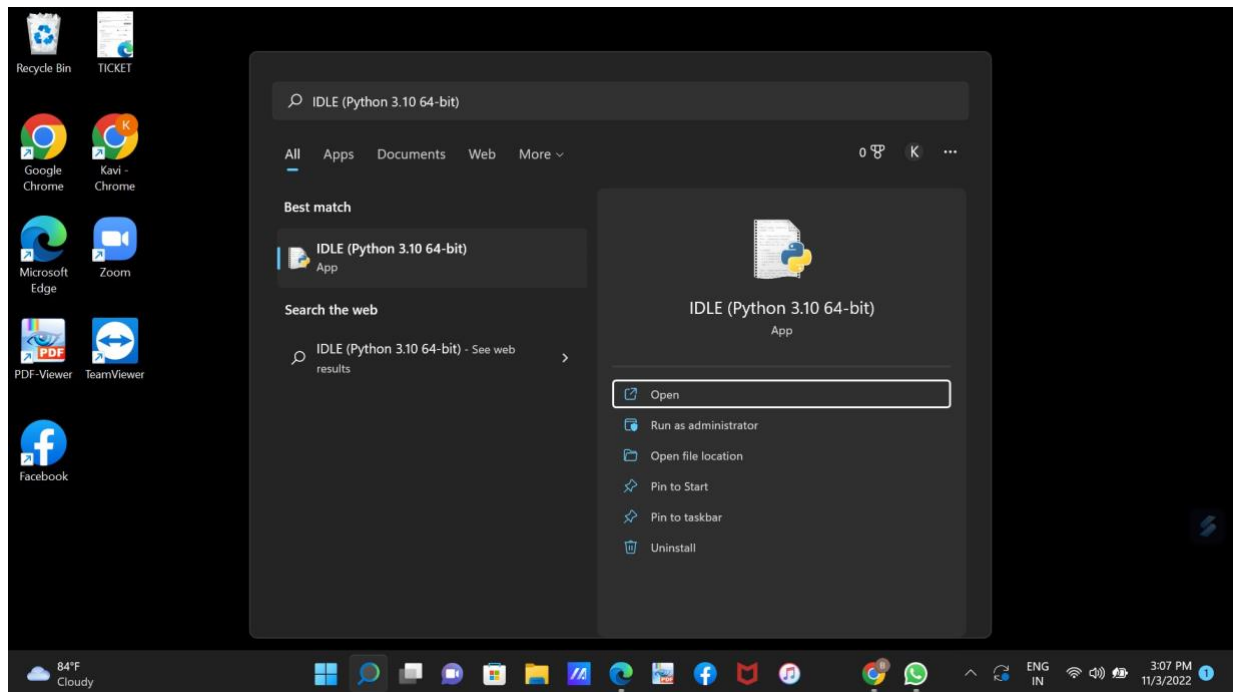 Recycle Bin
TICKET
Google
Chrome
Kavi -
Chrome
Microsoft
Edge
Zoom
PDF
PDF-Viewer
TeamViewer
Facebook
IDLE (Python 3.10 64-bit)
All Apps Documents Web More
0 K ...
Best match
IDLE (Python 3.10 64-bit)
App
Search the web
IDLE (Python 3.10 64-bit) - See web
results
IDLE (Python 3.10 64-bit)
App
Open
Run as administrator
Open file location
Pin to Start
Pin to taskbar
Uninstall
84°F
Cloudy
ENG
IN
3:07 PM
11/3/2022
1